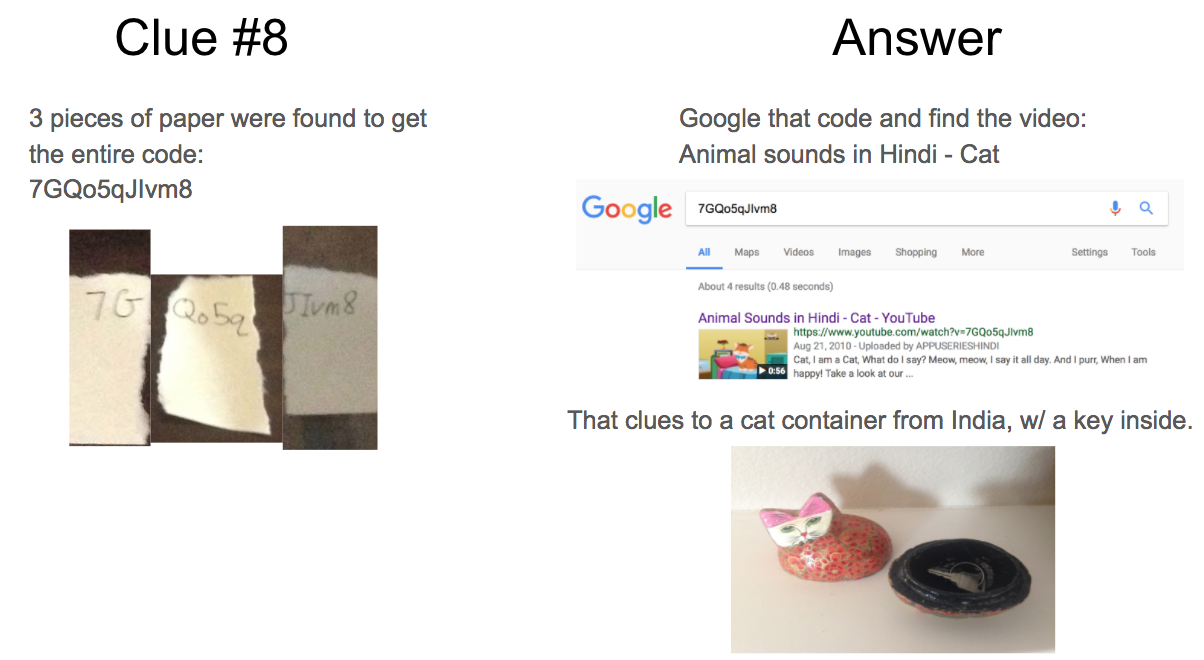 Clue #8
3 pieces of paper were found to get
the entire code:
7GQo5qJIvm8
7G
Qo5q
JIvm8
Answer
Google that code and find the video:
Animal sounds in Hindi - Cat
Google
7GQo5qJIvm8
All Maps Videos Images Shopping More Settings Tools
About 4 results (0.48 seconds)
Animal Sounds in Hindi - Cat - YouTube
https://www.youtube.com/watch?v=7GQo5qJIvm8
Aug 21, 2010 - Uploaded by APPUSERIESHINDI
Cat, I am a Cat, What do I say? Meow, meow, I say it all day. And I purr, When I am
0:56
happy! Take a look at our ...
That clues to a cat container from India, w/ a key inside.